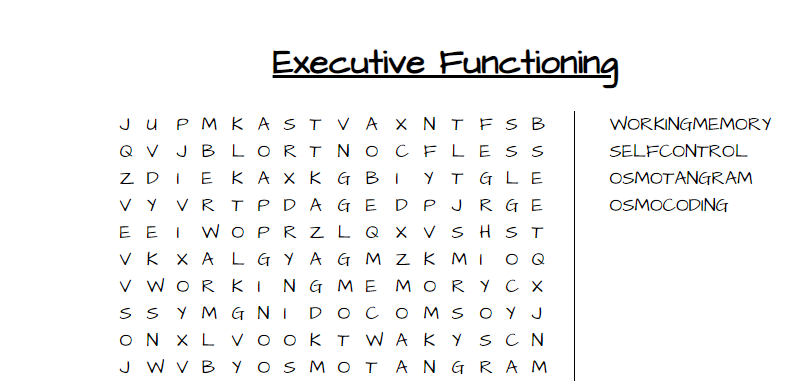 Executive Functioning
J U P M K A S T V A X N T F S B
Q V J B L O R T N O C F L E S S
Z D I E K A X K G B I Y T G L E
V Y V R T P D A G E D P J R G E
E E I W O P R Z L Q X V S H S T
V K X A L G Y A G M Z K M I O Q
V W O R K I N G M E M O R Y C X
S S Y M G N I D O C O M S O Y J
O N X L V O O K T W A K Y S C N
J W V B Y O S M O T A N G R A M
WORKINGMEMORY
SELFCONTROL
OSMOTANGRAM
OSMOCODING